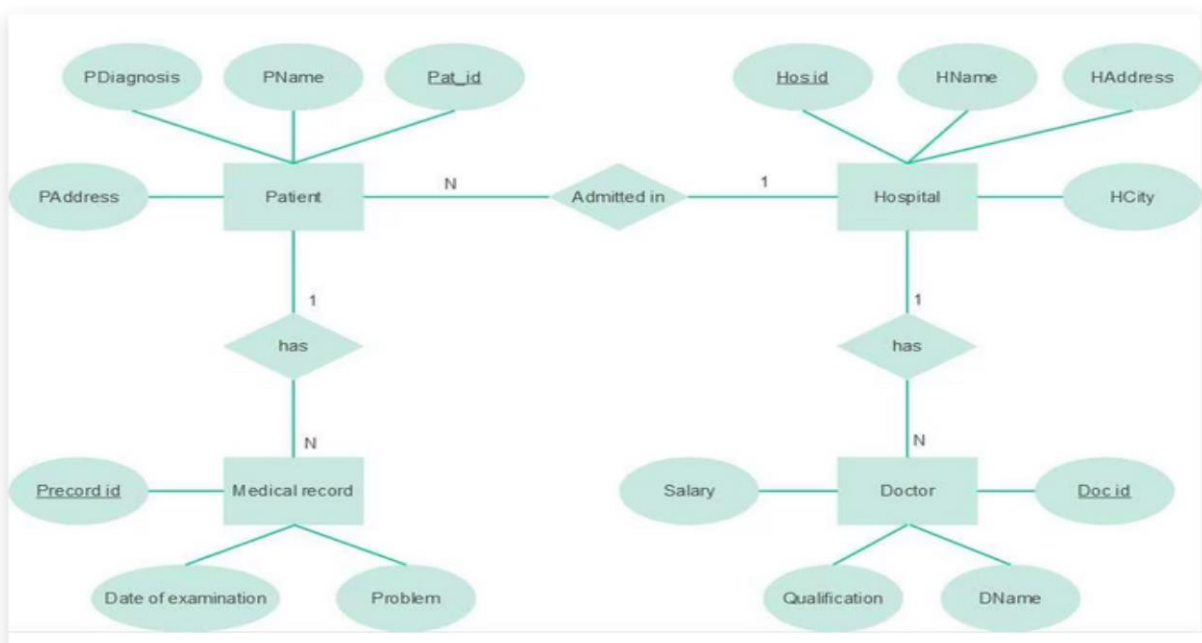 PDiagnosis
PName
Pat_id
Hos.id
HName
HAddress
PAddress
Patient
N
Admitted in
1
Hospital
HCity
1
1
has
has
N
N
Precord id
Medical record
Salary
Doctor
Doc.id
Date of examination
Problem
Qualification
DName